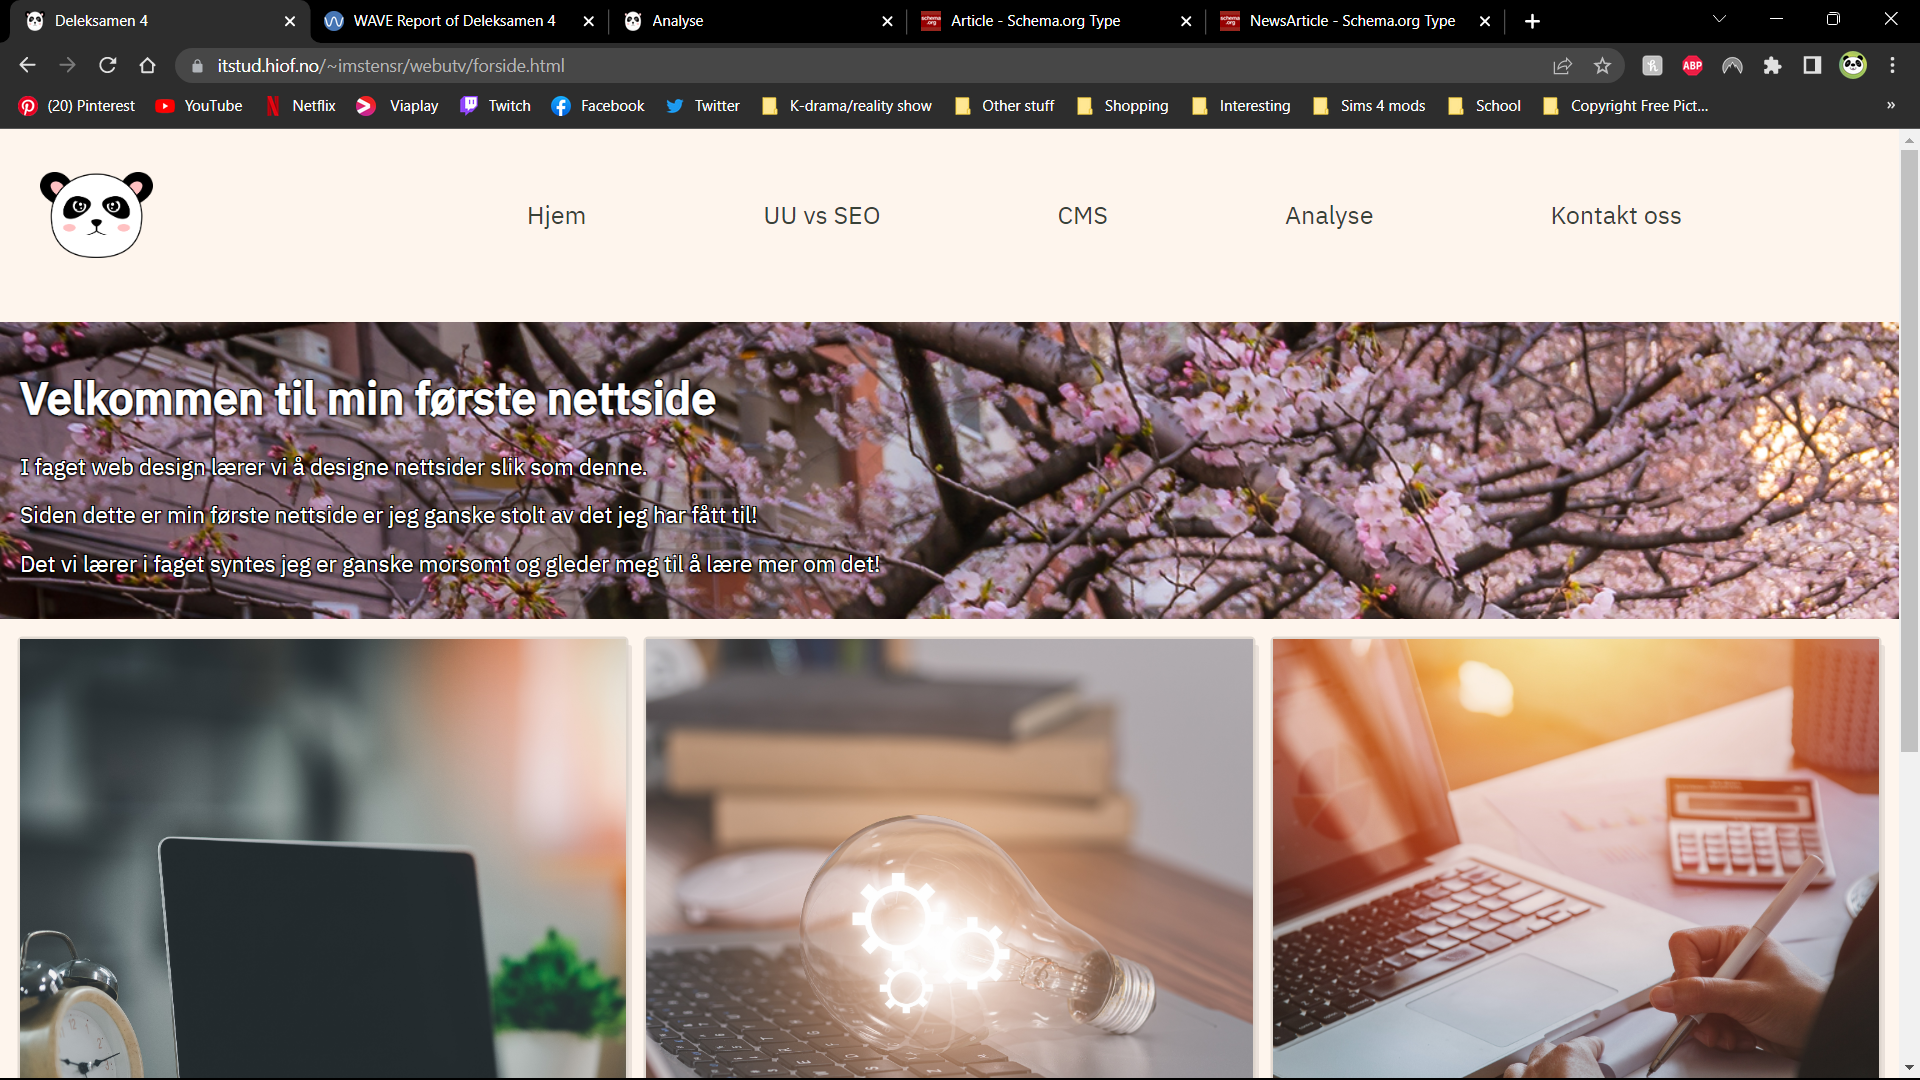 Deleksamen 4
WAVE Report of Deleksamen 4
Analyse
Article - Schema.org Type
NewsArticle - Schema.org Type
itstud.hiof.no/~imstensr/webutv/forside.html
ABP
(20) Pinterest
YouTube
Netflix
Viaplay
Twitch
Facebook
Twitter
K-drama/reality show
Other stuff
Shopping
Interesting
Sims 4 mods
School
Copyright Free Pict...
Hjem
UU vs SEO
CMS
Analyse
Kontakt oss
Velkommen til min første nettside
I faget web design lærer vi å designe nettsider slik som denne.
Siden dette er min første nettside er jeg ganske stolt av det jeg har fått til!
Det vi lærer i faget syntes jeg er ganske morsomt og gleder meg til å lære mer om det!